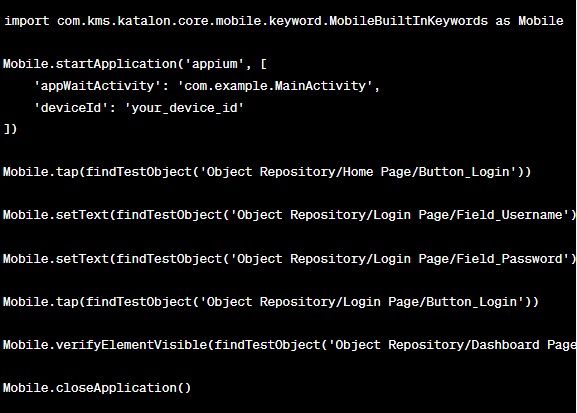 import com.kms.katalon.core.mobile.keyword.MobileBuiltInKeywords as Mobile
Mobile.startApplication('appium', [
'appWaitActivity': 'com.example.MainActivity',
'deviceId': 'your_device_id'
])
Mobile.tap(findTestObject('Object Repository/Home Page/Button_Login'))
Mobile.setText(findTestObject('Object Repository/Login Page/Field_Username')
Mobile.setText(findTestObject('Object Repository/Login Page/Field_Password')
Mobile.tap(findTestObject('Object Repository/Login Page/Button_Login'))
Mobile.verifyElementVisible(findTestObject('Object Repository/Dashboard Page
Mobile.closeApplication()